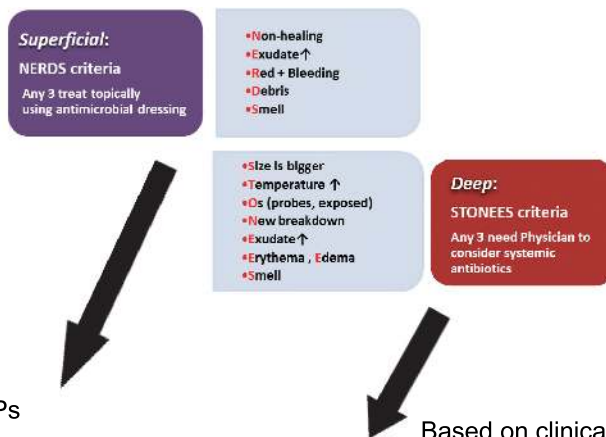 Superficial:
NERDS criteria
Any 3 treat topically
using antimicrobial dressing
•Non-healing
•Exudate↑
•Red + Bleeding
•Debris
•Smell
•Size is bigger
•Temperature ↑
•Os (probes, exposed)
•New breakdown
•Exudate↑
•Erythema , Edema
•Smell
Deep:
STONEES criteria
Any 3 need Physician to
consider systemic
antibiotics
Ps
Based on clinica